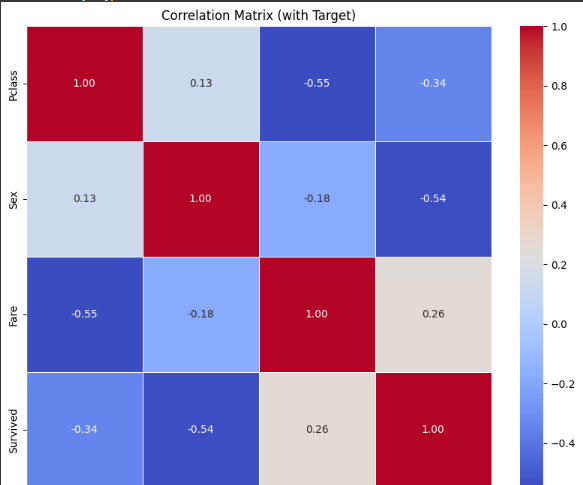 Correlation Matrix (with Target)
Pclass 1.00 0.13 -0.55 -0.34
Sex 0.13 1.00 -0.18 -0.54
Fare -0.55 -0.18 1.00 0.26
Survived -0.34 -0.54 0.26 1.00
1.0
0.8
0.6
0.4
0.2
0.0
−0.2
−0.4